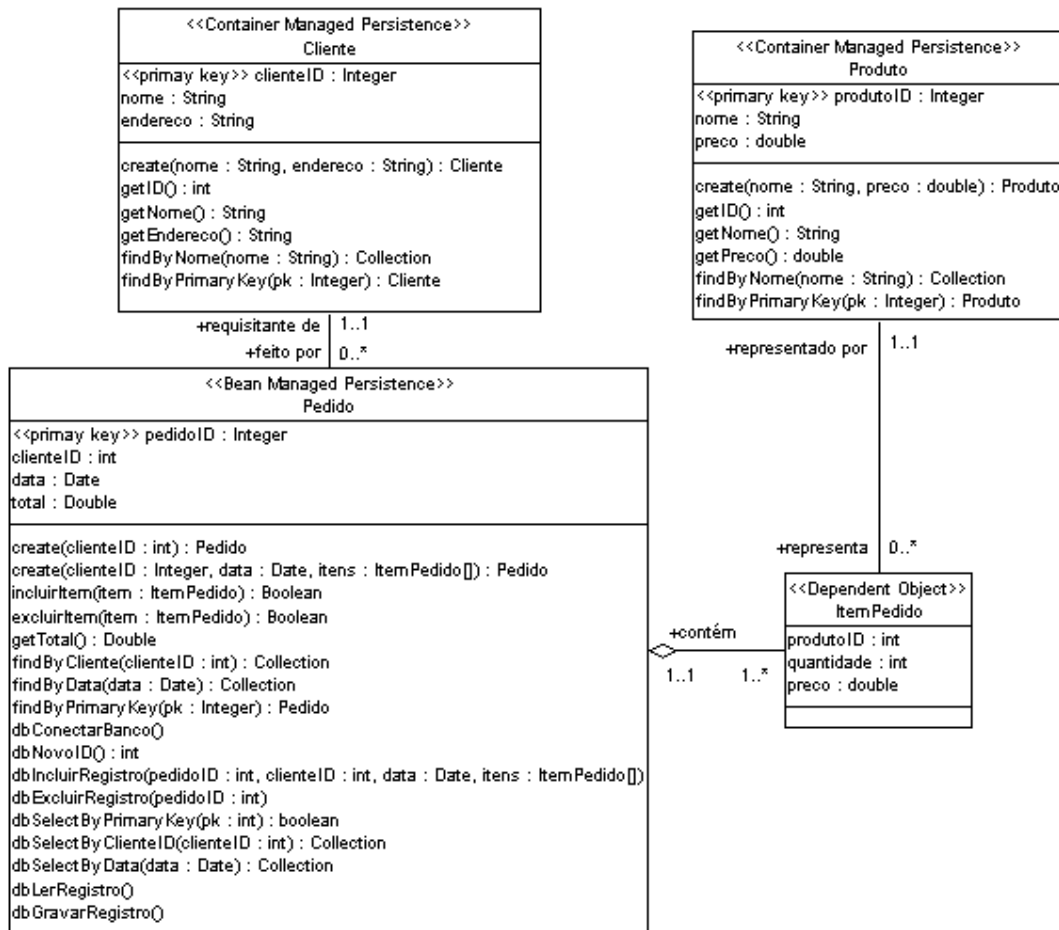 <<Container Managed Persistence>>
Cliente
<<primay key>> clienteID : Integer
nome : String
endereco : String
create(nome : String, endereco : String) : Cliente
getID() : int
getNome() : String
getEndereco() : String
findByNome(nome : String) : Collection
findByPrimaryKey(pk : Integer) : Cliente
<<Container Managed Persistence>>
Produto
<<primary key>> produtoID : Integer
nome : String
preco : double
create(nome : String, preco : double) : Produto
getID() : int
getNome() : String
getPreco() : double
findByNome(nome : String) : Collection
findByPrimaryKey(pk : Integer) : Produto
+requisitante de 1..1
+feito por 0..*
+representado por 1..1
<<Bean Managed Persistence>>
Pedido
<<primay key>> pedidoID : Integer
clienteID : int
data : Date
total : Double
create(clienteID : int) : Pedido
create(clienteID : Integer, data : Date, itens : ItemPedido[]) : Pedido
incluirItem(item : ItemPedido) : Boolean
excluirItem(item : ItemPedido) : Boolean
getTotal() : Double
findByCliente(clienteID : int) : Collection
findByData(data : Date) : Collection
findByPrimaryKey(pk : Integer) : Pedido
dbConectarBanco()
dbNovoID() : int
dbIncluirRegistro(pedidoID : int, clienteID : int, data : Date, itens : ItemPedido[])
dbExcluirRegistro(pedidoID : int)
dbSelectByPrimaryKey(pk : int) : boolean
dbSelectByClienteID(clienteID : int) : Collection
dbSelectByData(data : Date) : Collection
dbLerRegistro()
dbGravarRegistro()
+representa 0..*
+contém
1..1 1..*
<<Dependent Object>>
ItemPedido
produtoID : int
quantidade : int
preco : double